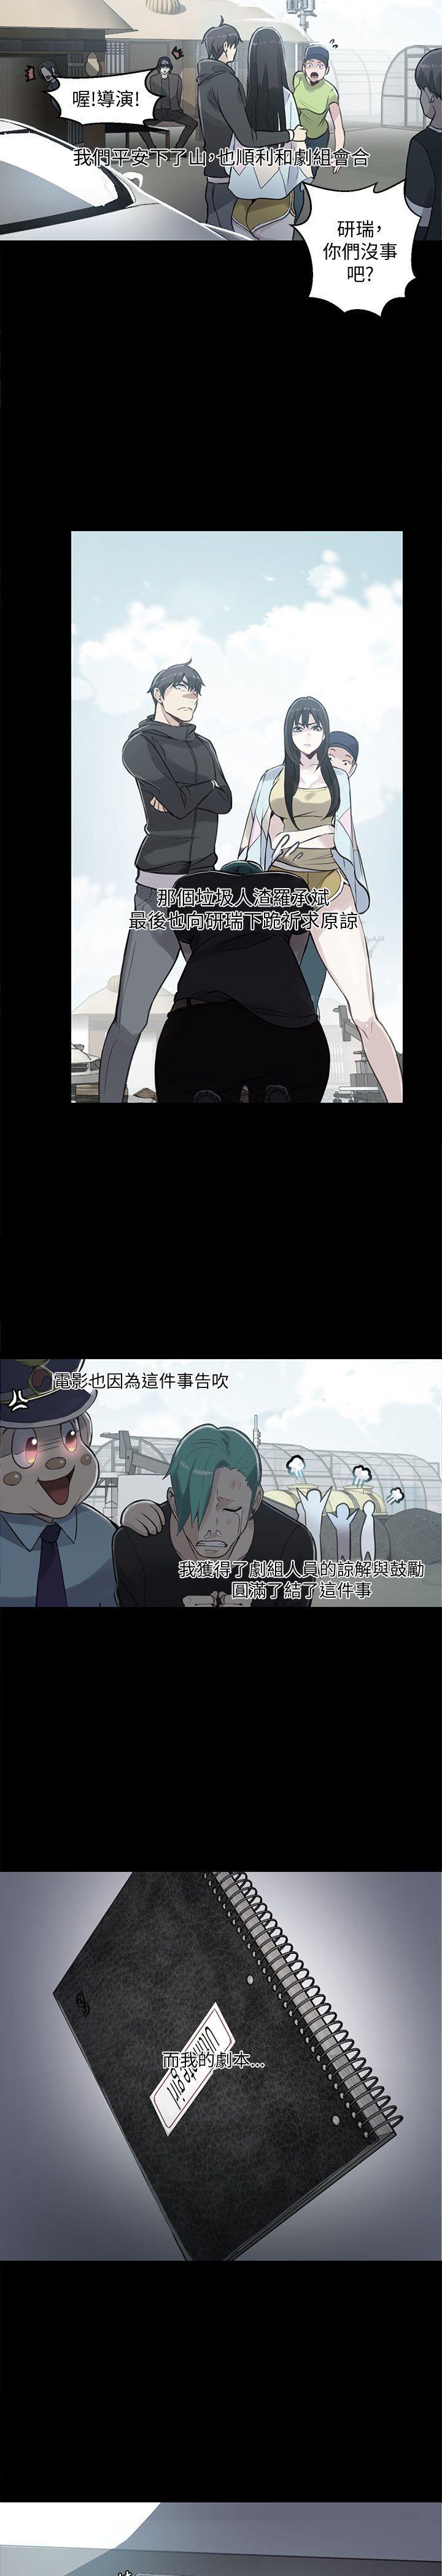 喔!導演!
我們平安下了山，也順利和劇組會合
研瑞，
你們沒事
吧?
那個垃圾人渣羅承斌
最後也向研瑞下跪祈求原諒
電影也因為這件事告吹
我獲得了劇組人員的諒解與鼓勵
圓滿了結了這件事
而我的劇本...